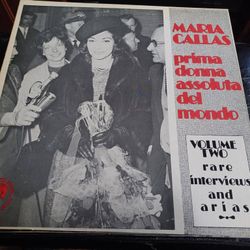 MARIA
CALLAS
prima
donna
assoluta
del
mondo
VOLUME
TWO
rare
interviews
and
arias